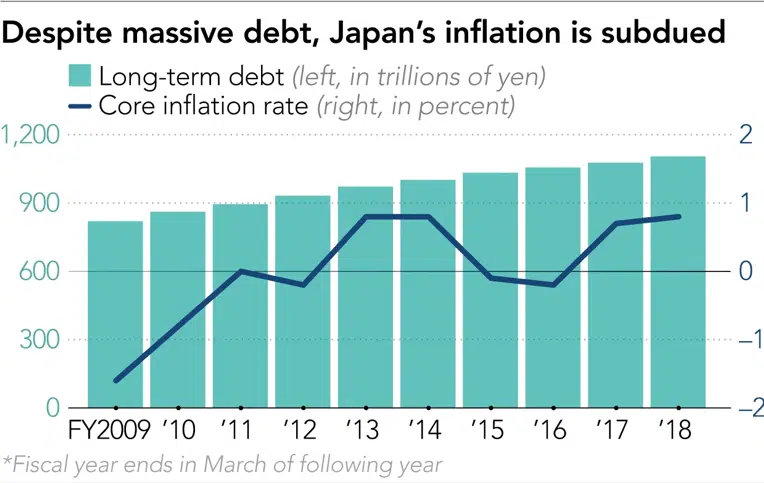 Despite massive debt, Japan's inflation is subdued
Long-term debt (left, in trillions of yen)
Core inflation rate (right, in percent)
1,200 2
900 1
600 0
300 –1
0 –2
FY2009 ’10 ’11 ’12 ’13 ’14 ’15 ’16 ’17 ’18
*Fiscal year ends in March of following year